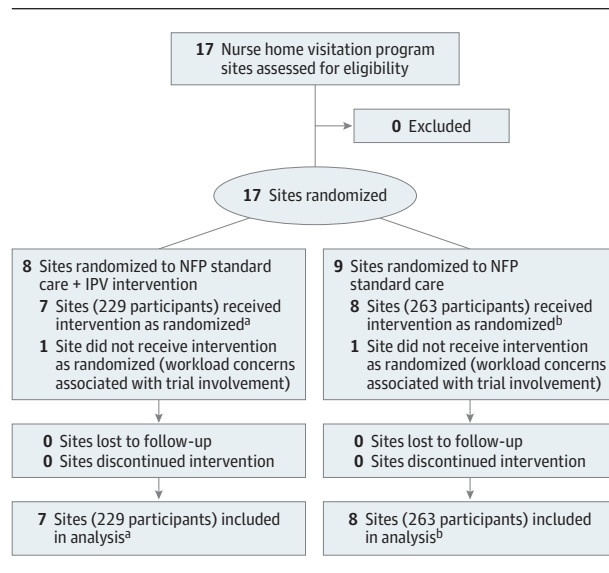 17 Nurse home visitation program
sites assessed for eligibility
0 Excluded
17 Sites randomized
8 Sites randomized to NFP standard
care + IPV intervention
7 Sites (229 participants) received
intervention as randomizedᵃ
1 Site did not receive intervention
as randomized (workload concerns
associated with trial involvement)
9 Sites randomized to NFP
standard care
8 Sites (263 participants) received
intervention as randomizedᵇ
1 Site did not receive intervention
as randomized (workload concerns
associated with trial involvement)
0 Sites lost to follow-up
0 Sites discontinued intervention
0 Sites lost to follow-up
0 Sites discontinued intervention
7 Sites (229 participants) included
in analysisᵃ
8 Sites (263 participants) included
in analysisᵇ